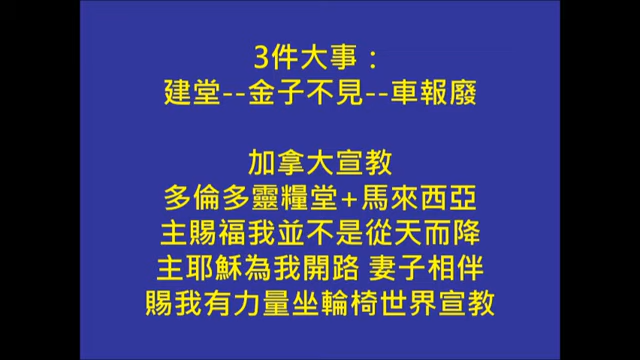 3件大事：
建堂--金子不見--車報廢
加拿大宣教
多倫多靈糧堂+馬來西亞
主賜福我並不是從天而降
主耶穌為我開路 妻子相伴
賜我有力量坐輪椅世界宣教